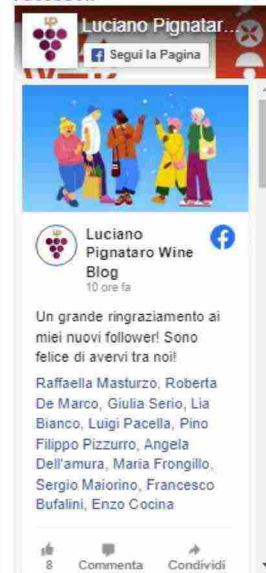 Luciano Pignatar...
Segui la Pagina
Luciano
Pignataro Wine
Blog
10 ore fa
Un grande ringraziamento ai
miei nuovi follower! Sono
felice di avervi tra noi!
Raffaella Masturzo, Roberta
De Marco, Giulia Serio, Lia
Bianco, Luigi Pacella, Pino
Filippo Pizzurro, Angela
Dell'amura, Maria Frongillo,
Sergio Maiorino, Francesco
Bufalini, Enzo Cocina
8 Commenta Condividi